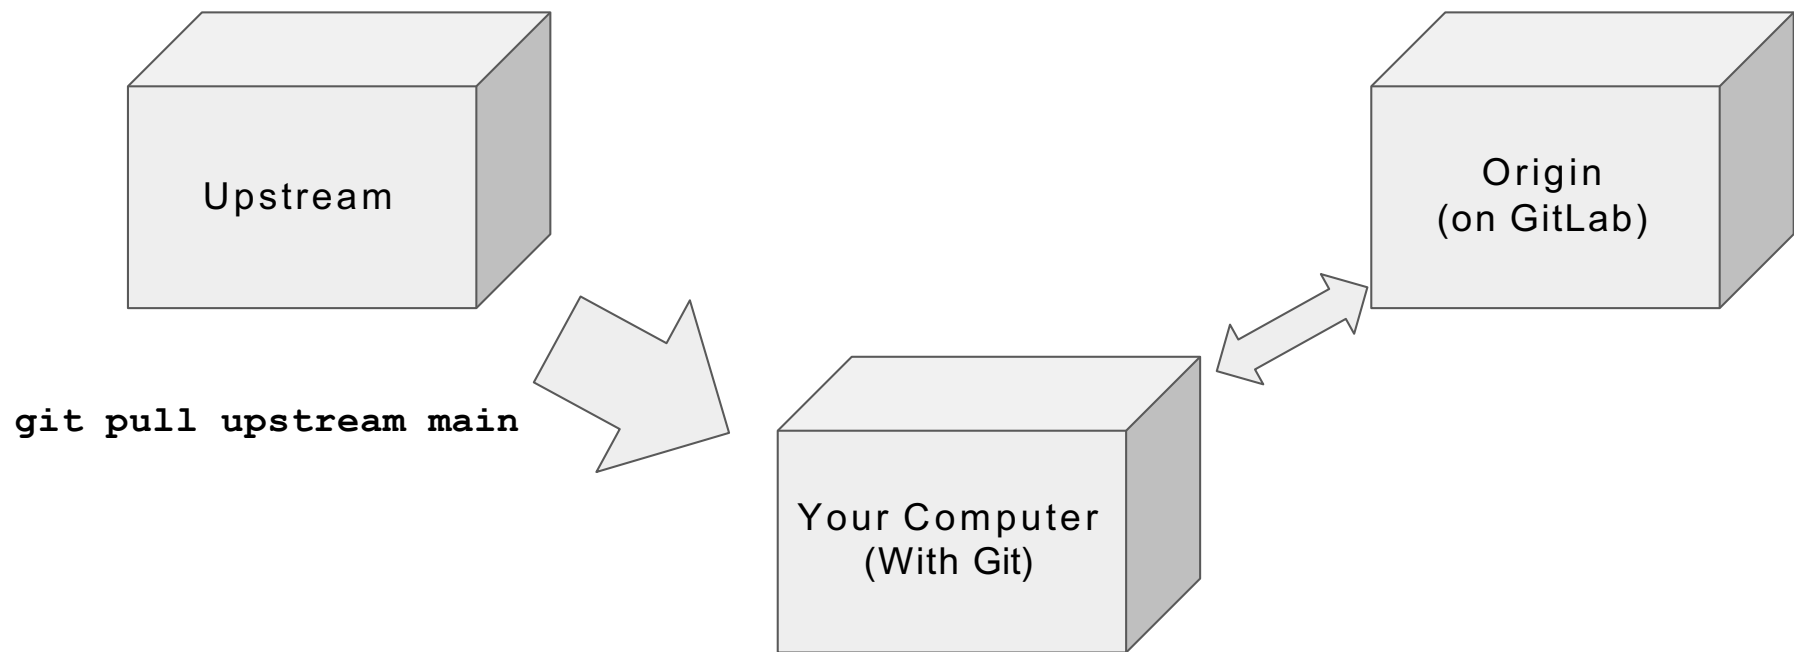 Upstream
Origin
(on GitLab)
git pull upstream main
Your Computer
(With Git)